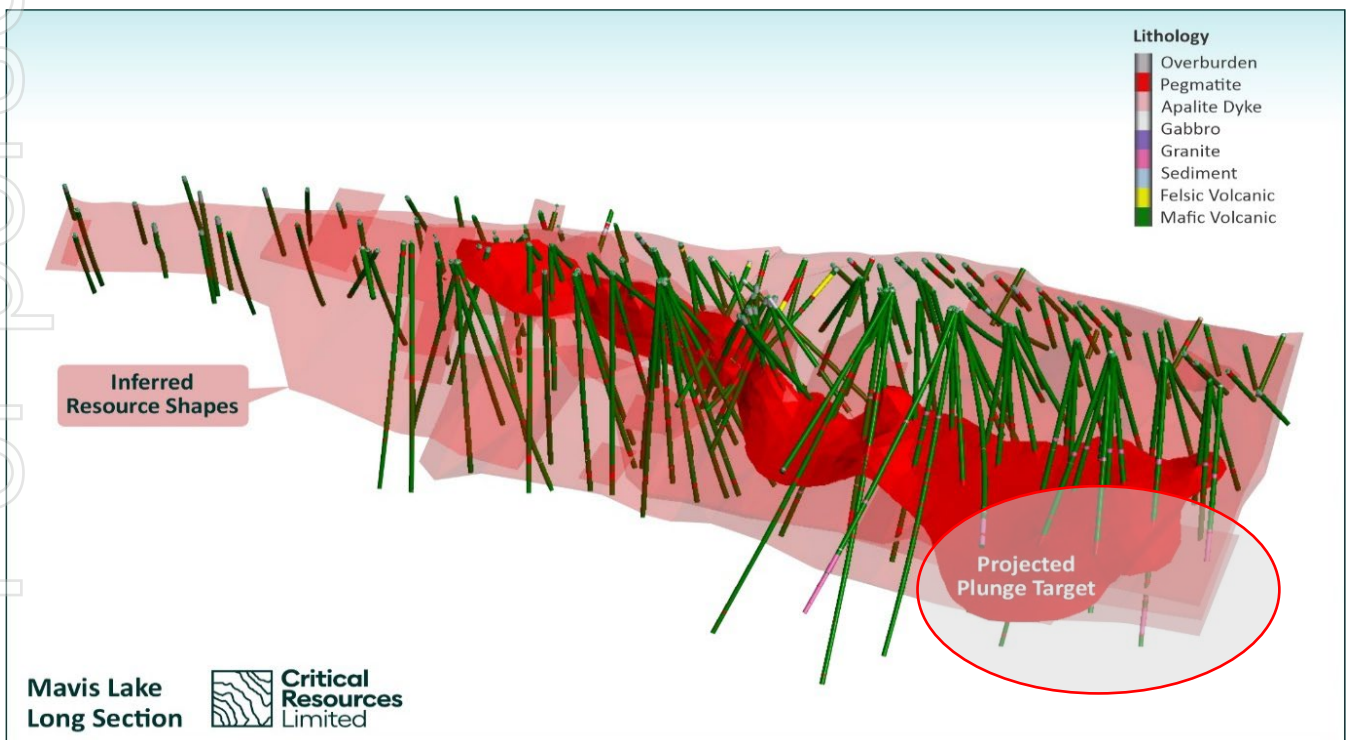 Lithology
Overburden
Pegmatite
Apalite Dyke
Gabbro
Granite
Sediment
Felsic Volcanic
Mafic Volcanic
Inferred
Resource Shapes
Projected
Plunge Target
Mavis Lake
Long Section
Critical
Resources
Limited